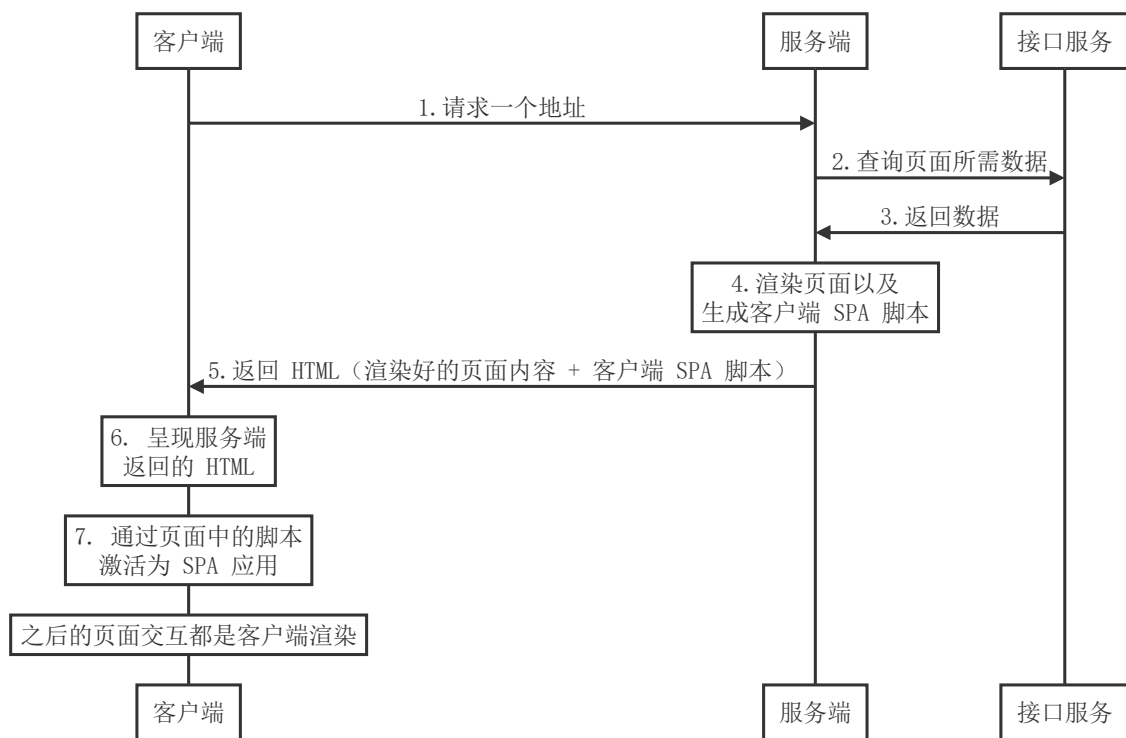 客户端
服务端
接口服务
1.请求一个地址
2.查询页面所需数据
3.返回数据
4.渲染页面以及
生成客户端 SPA 脚本
5.返回 HTML（渲染好的页面内容 + 客户端 SPA 脚本）
6. 呈现服务端
返回的 HTML
7. 通过页面中的脚本
激活为 SPA 应用
之后的页面交互都是客户端渲染
客户端
服务端
接口服务